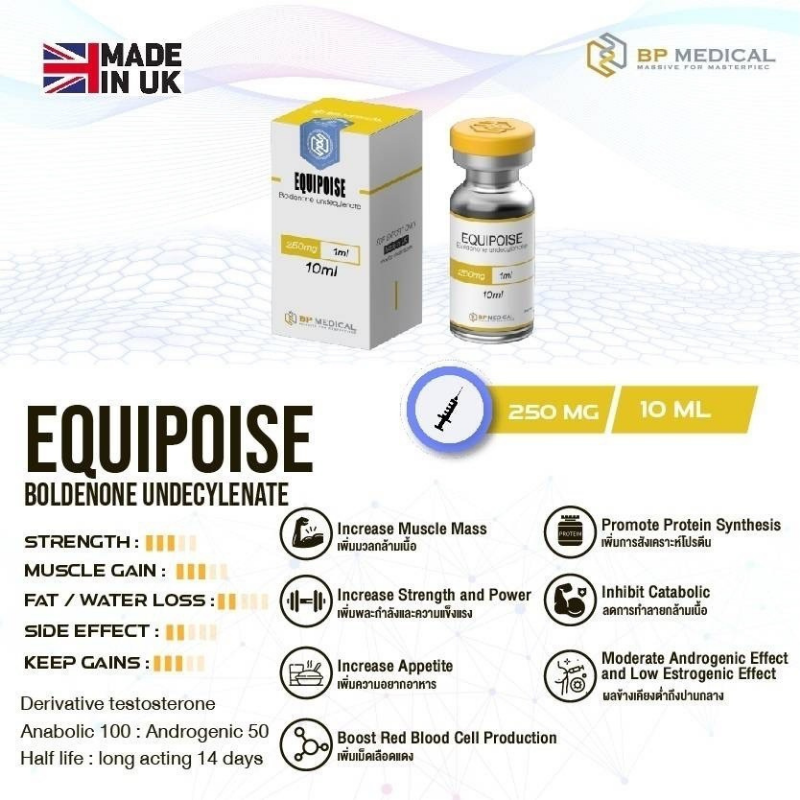 MADE
IN UK
BP MEDICAL
MASSIVE FOR MASTERPIEC
EQUIPOISE
Boldenone undecylenate
250mg 1ml
10ml
BP MEDICAL
EQUIPOISE
Boldenone undecylenate
250mg 1ml
10ml
BP MEDICAL
250 MG 10 ML
EQUIPOISE
BOLDENONE UNDECYLENATE
STRENGTH :
MUSCLE GAIN :
FAT / WATER LOSS :
SIDE EFFECT :
KEEP GAINS :
Derivative testosterone
Anabolic 100 : Androgenic 50
Half life : long acting 14 days
Increase Muscle Mass
เพิ่มมวลกล้ามเนื้อ
Increase Strength and Power
เพิ่มพละกำลังและความแข็งแรง
Increase Appetite
เพิ่มความอยากอาหาร
Boost Red Blood Cell Production
เพิ่มเม็ดเลือดแดง
PROTEIN
Promote Protein Synthesis
เพิ่มการสังเคราะห์โปรตีน
Inhibit Catabolic
ลดการทำลายกล้ามเนื้อ
Moderate Androgenic Effect
and Low Estrogenic Effect
ผลข้างเคียงต่ำถึงปานกลาง